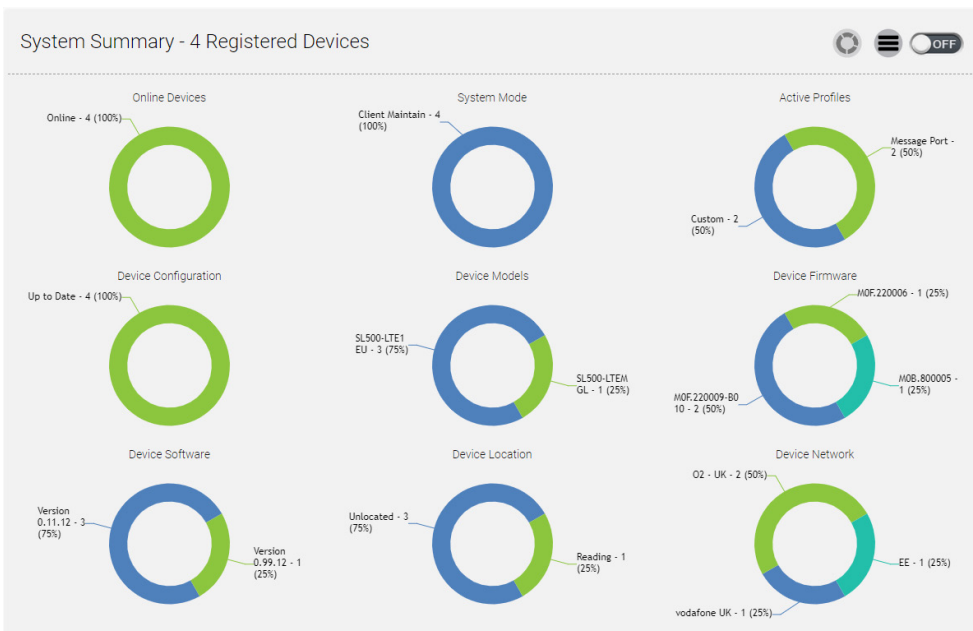 System Summary - 4 Registered Devices
OFF
Online Devices
Online - 4 (100%)
System Mode
Client Maintain - 4
(100%)
Active Profiles
Message Port -
2 (50%)
Custom - 2
(50%)
Device Configuration
Up to Date - 4 (100%)
Device Models
SL500-LTE1
EU - 3 (75%)
SL500-LTEM
GL - 1 (25%)
Device Firmware
M0F.220006 - 1 (25%)
M0B.800005 -
1 (25%)
M0F.220009-B0
10 - 2 (50%)
Device Software
Version
0.11.12 - 3
(75%)
Version
0.99.12 - 1
(25%)
Device Location
Unlocated - 3
(75%)
Reading - 1
(25%)
Device Network
O2 - UK - 2 (50%)
EE - 1 (25%)
vodafone UK - 1 (25%)